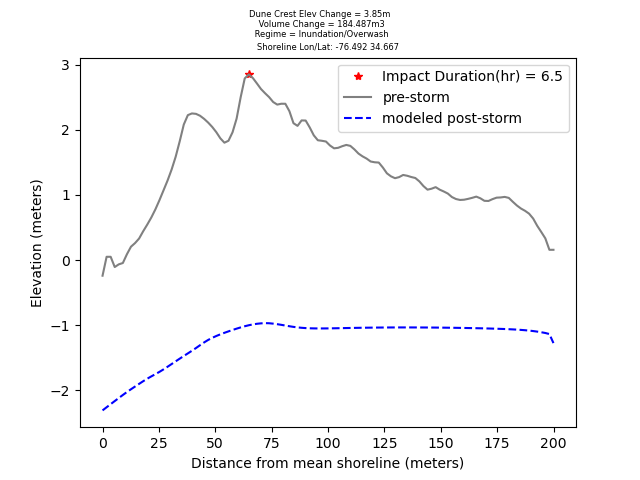 Dune Crest Elev Change = 3.85m
Volume Change = 184.487m3
Regime = Inundation/Overwash
Shoreline Lon/Lat: -76.492 34.667
Impact Duration(hr) = 6.5
pre-storm
modeled post-storm
3
2
1
0
−1
−2
Elevation (meters)
0 25 50 75 100 125 150 175 200
Distance from mean shoreline (meters)